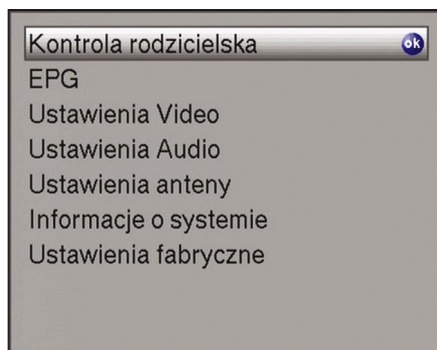 Kontrola rodzicielska ok
EPG
Ustawienia Video
Ustawienia Audio
Ustawienia anteny
Informacje o systemie
Ustawienia fabryczne